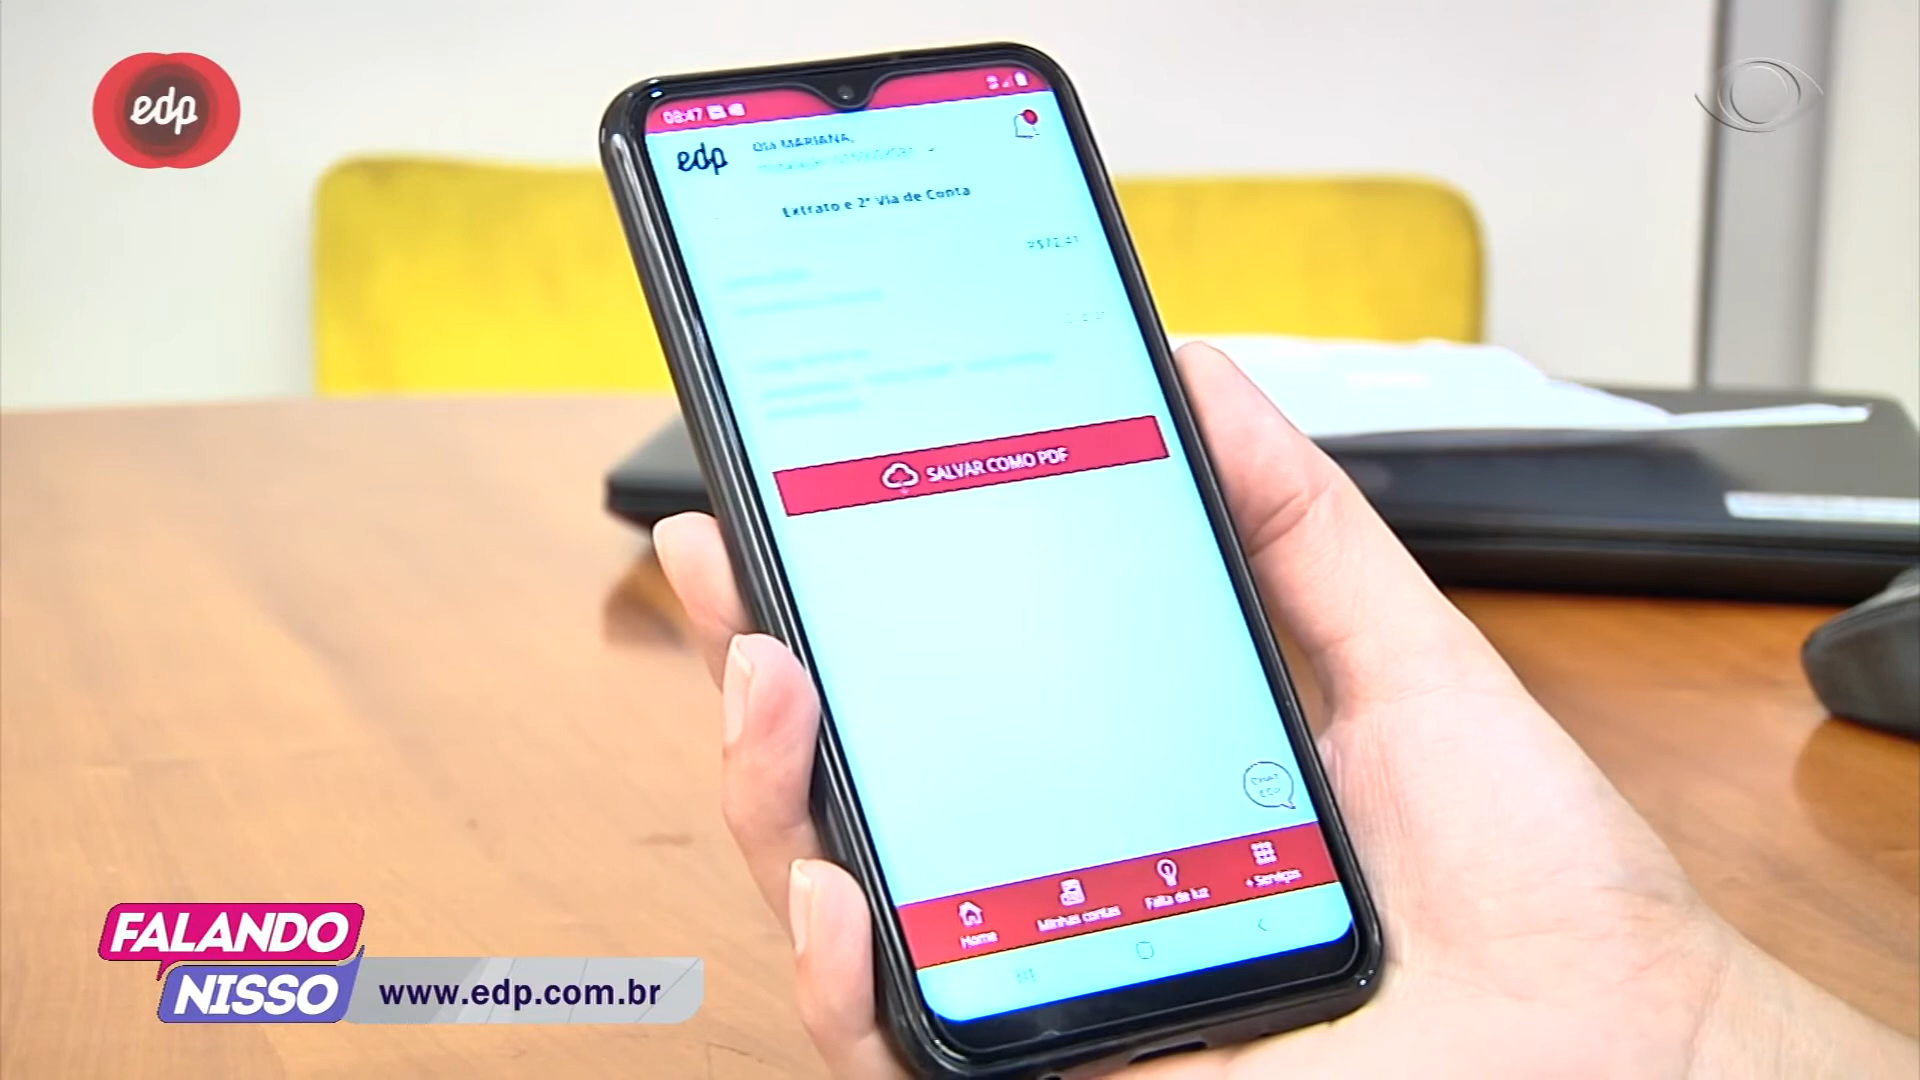 edp
08:47
edp
Olá MARIANA,
Extrato e 2ª Via de Conta
SALVAR COMO PDF
Home
Minhas contas
Falta de luz
+ Serviços
FALANDO
NISSO
www.edp.com.br